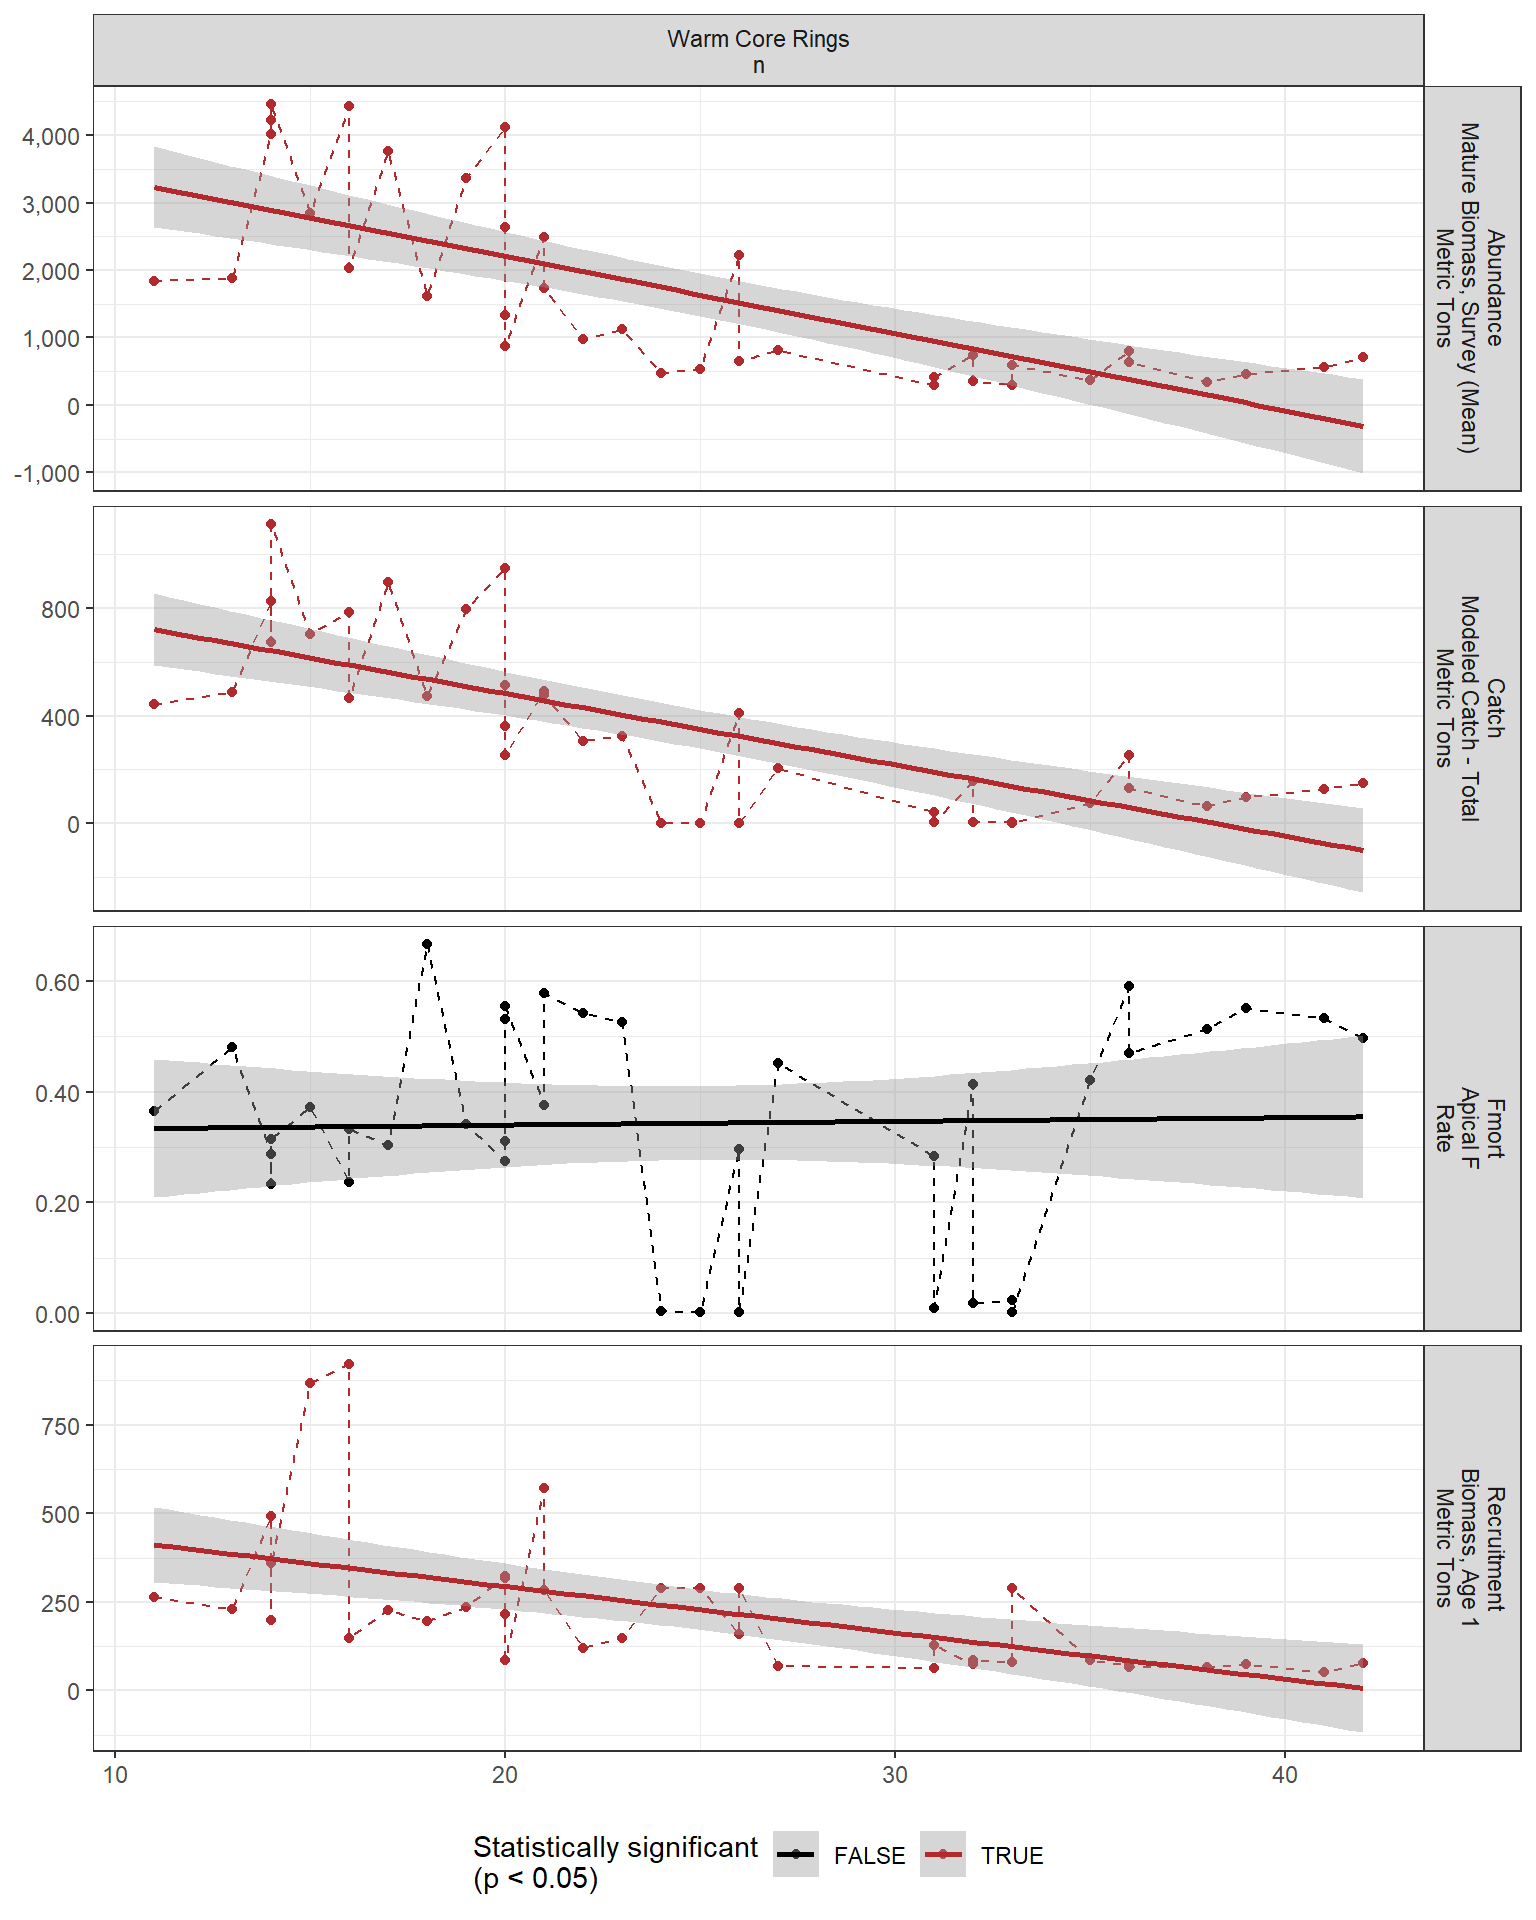 Warm Core Rings
n
4,000
3,000
2,000
1,000
0
-1,000
Abundance
Mature Biomass, Survey (Mean)
Metric Tons
800
400
0
Catch
Modeled Catch - Total
Metric Tons
0.60
0.40
0.20
0.00
Fmort
Apical F
Rate
750
500
250
0
Recruitment
Biomass, Age 1
Metric Tons
10 20 30 40
Statistically significant
(p < 0.05)
FALSE TRUE